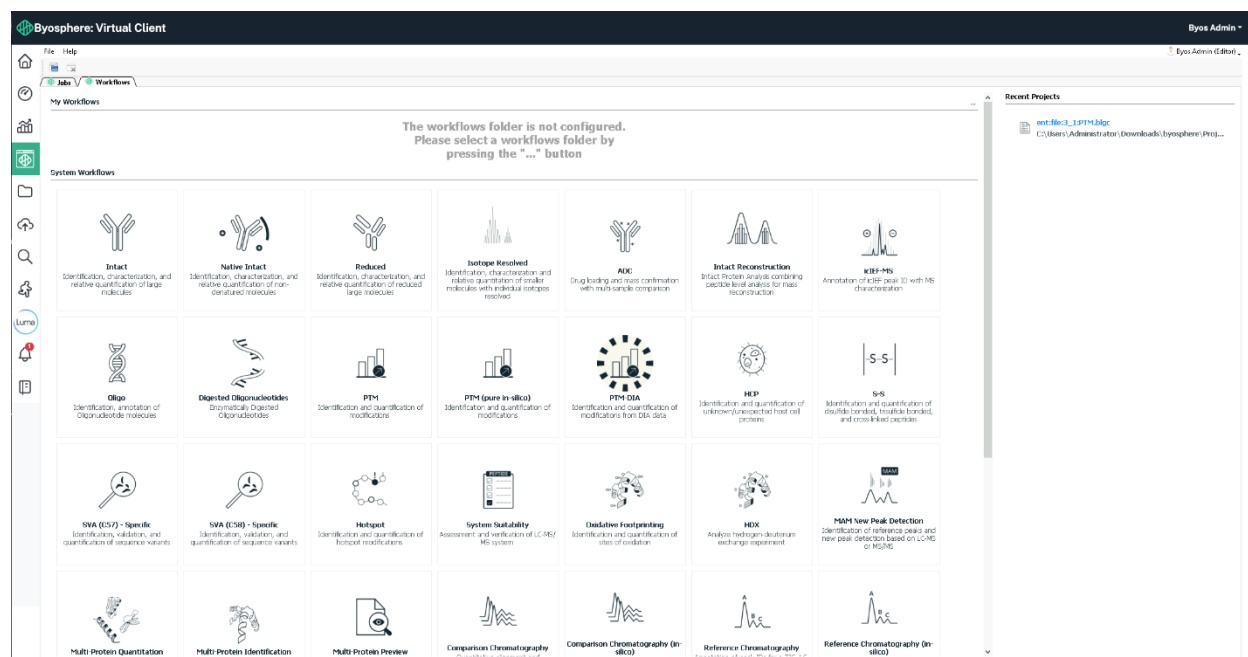 Byosphere: Virtual Client
Byos Admin
File Help
Byos Admin (Editor)
Jobs
Workflows
My Workflows
...
The workflows folder is not configured.
Please select a workflows folder by
pressing the "..." button
System Workflows
Intact
Identification, characterization, and
relative quantification of large
molecules
Native Intact
Identification, characterization, and
relative quantification of non-
denatured molecules
Reduced
Identification, characterization, and
relative quantification of reduced
large molecules
Isotope Resolved
Identification, characterization and
relative quantitation of smaller
molecules with individual isotopes
resolved
ADC
Drug loading and mass confirmation
with multi-sample comparison
Intact Reconstruction
Intact Protein Analysis combining
peptide level analysis for mass
reconstruction
icIEF-MS
Annotation of icIEF peak ID with MS
characterization
Oligo
Identification, annotation of
Oligonucleotide molecules
Digested Oligonucleotides
Enzymatically Digested
Oligonucleotides
PTM
Identification and quantification of
modifications
PTM (pure in-silico)
Identification and quantification of
modifications
PTM-DIA
Identification and quantification of
modifications from DIA data
HCP
Identification and quantification of
unknown/unexpected host cell
proteins
-S-S-
S-S
Identification and quantification of
disulfide bonded, trisulfide bonded,
and cross-linked peptides
SVA (C57) - Specific
Identification, validation, and
quantification of sequence variants
SVA (C58) - Specific
Identification, validation, and
quantification of sequence variants
Hotspot
Identification and quantification of
hotspot modifications
PEPTIDE
System Suitability
Assessment and verification of LC-MS/
MS system
Oxidative Footprinting
Identification and quantification of
sites of oxidation
HDX
Analyze hydrogen-deuterium
exchange experiment
MAM
MAM New Peak Detection
Identification of reference peaks and
new peak detection based on LC-MS
or MS/MS
Multi-Protein Quantitation
Multi-Protein Identification
Multi-Protein Preview
Comparison Chromatography
Comparison Chromatography (in-
silico)
A
B C
Reference Chromatography
A
B C
Reference Chromatography (in-
silico)
Recent Projects
ent:file:3_1:PTM.blgc
C:\Users\Administrator\Downloads\byosphere\Proj...
Luma
1